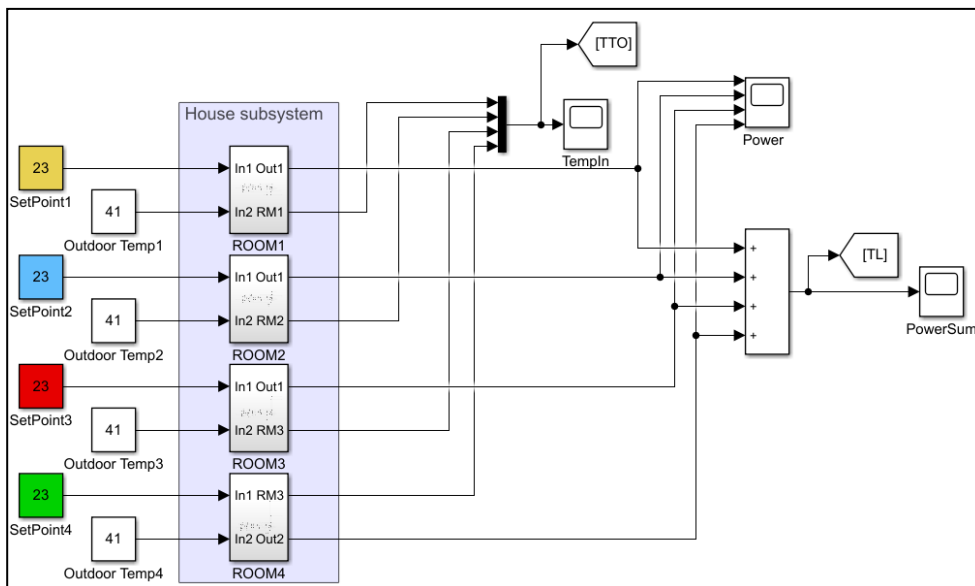 [TTO]
House subsystem
TempIn
Power
23
In1 Out1
SetPoint1
41
In2 RM1
Outdoor Temp1
ROOM1
23
In1 Out1
SetPoint2
41
In2 RM2
Outdoor Temp2
ROOM2
+
+
+
+
[TL]
PowerSum
23
In1 Out1
SetPoint3
41
In2 RM3
Outdoor Temp3
ROOM3
23
In1 RM3
SetPoint4
41
In2 Out2
Outdoor Temp4
ROOM4